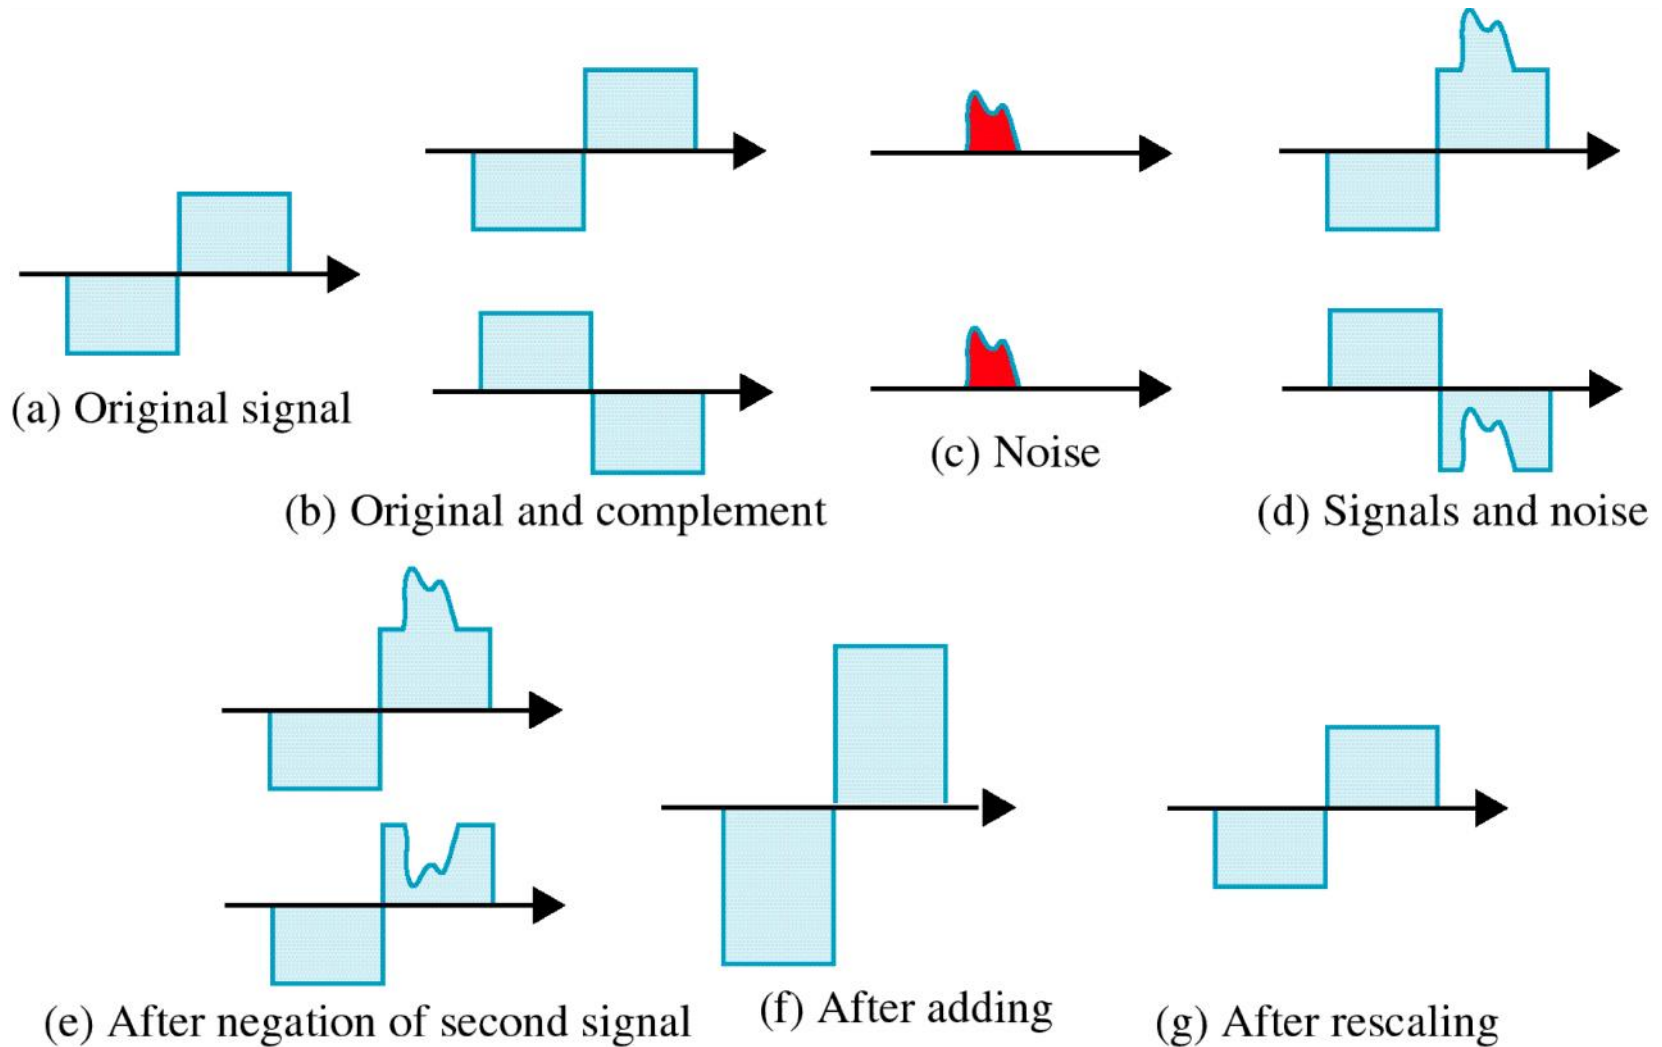 (a) Original signal
(b) Original and complement
(c) Noise
(d) Signals and noise
(e) After negation of second signal
(f) After adding
(g) After rescaling